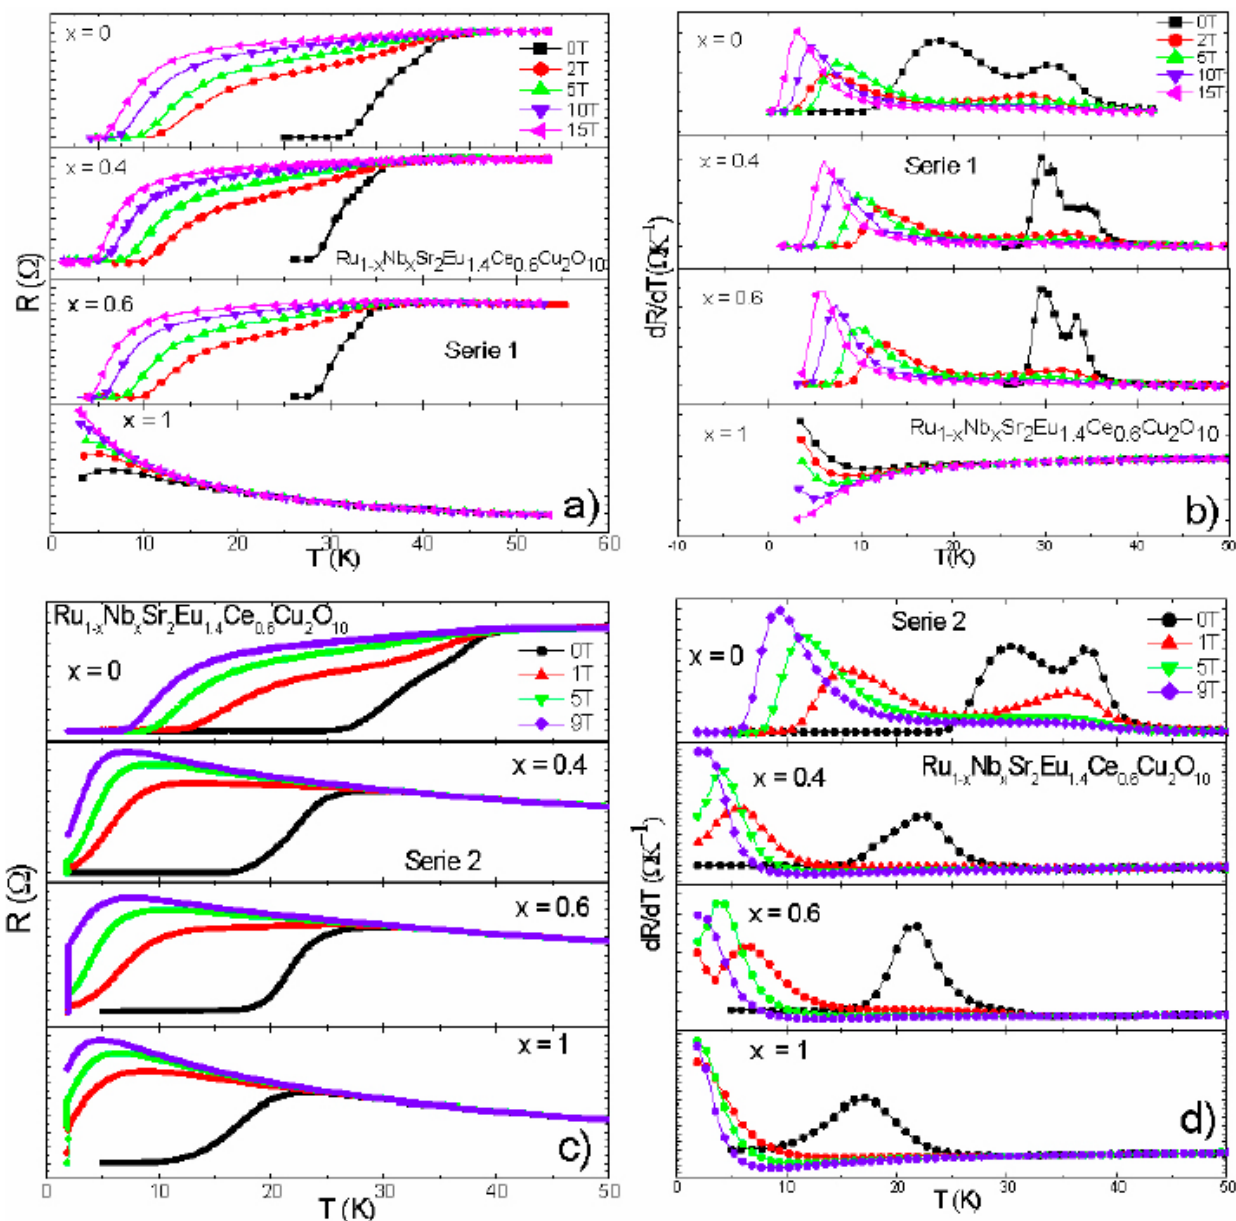 x = 0
0T
2T
5T
10T
15T
x = 0.4
Ru1-xNbxSr2Eu1.4Ce0.6Cu2O10
x = 0.6
Serie 1
x = 1
a)
R (Ω)
0 10 20 30 40 50 60
T (K)
x = 0
0T
2T
5T
10T
15T
x = 0.4
Serie 1
x = 0.6
x = 1
Ru1-xNbxSr2Eu1.4Ce0.6Cu2O10
b)
dR/dT (ΩK-1)
-10 0 10 20 30 40 50
T(K)
Ru1-xNbxSr2Eu1.4Ce0.6Cu2O10
x = 0
0T
1T
5T
9T
x = 0.4
Serie 2
x = 0.6
x = 1
c)
R (Ω)
0 10 20 30 40 50
T (K)
Serie 2
x = 0
0T
1T
5T
9T
Ru1-xNbxSr2Eu1.4Ce0.6Cu2O10
x = 0.4
x = 0.6
x = 1
d)
dR/dT (ΩK-1)
0 10 20 30 40 50
T (K)